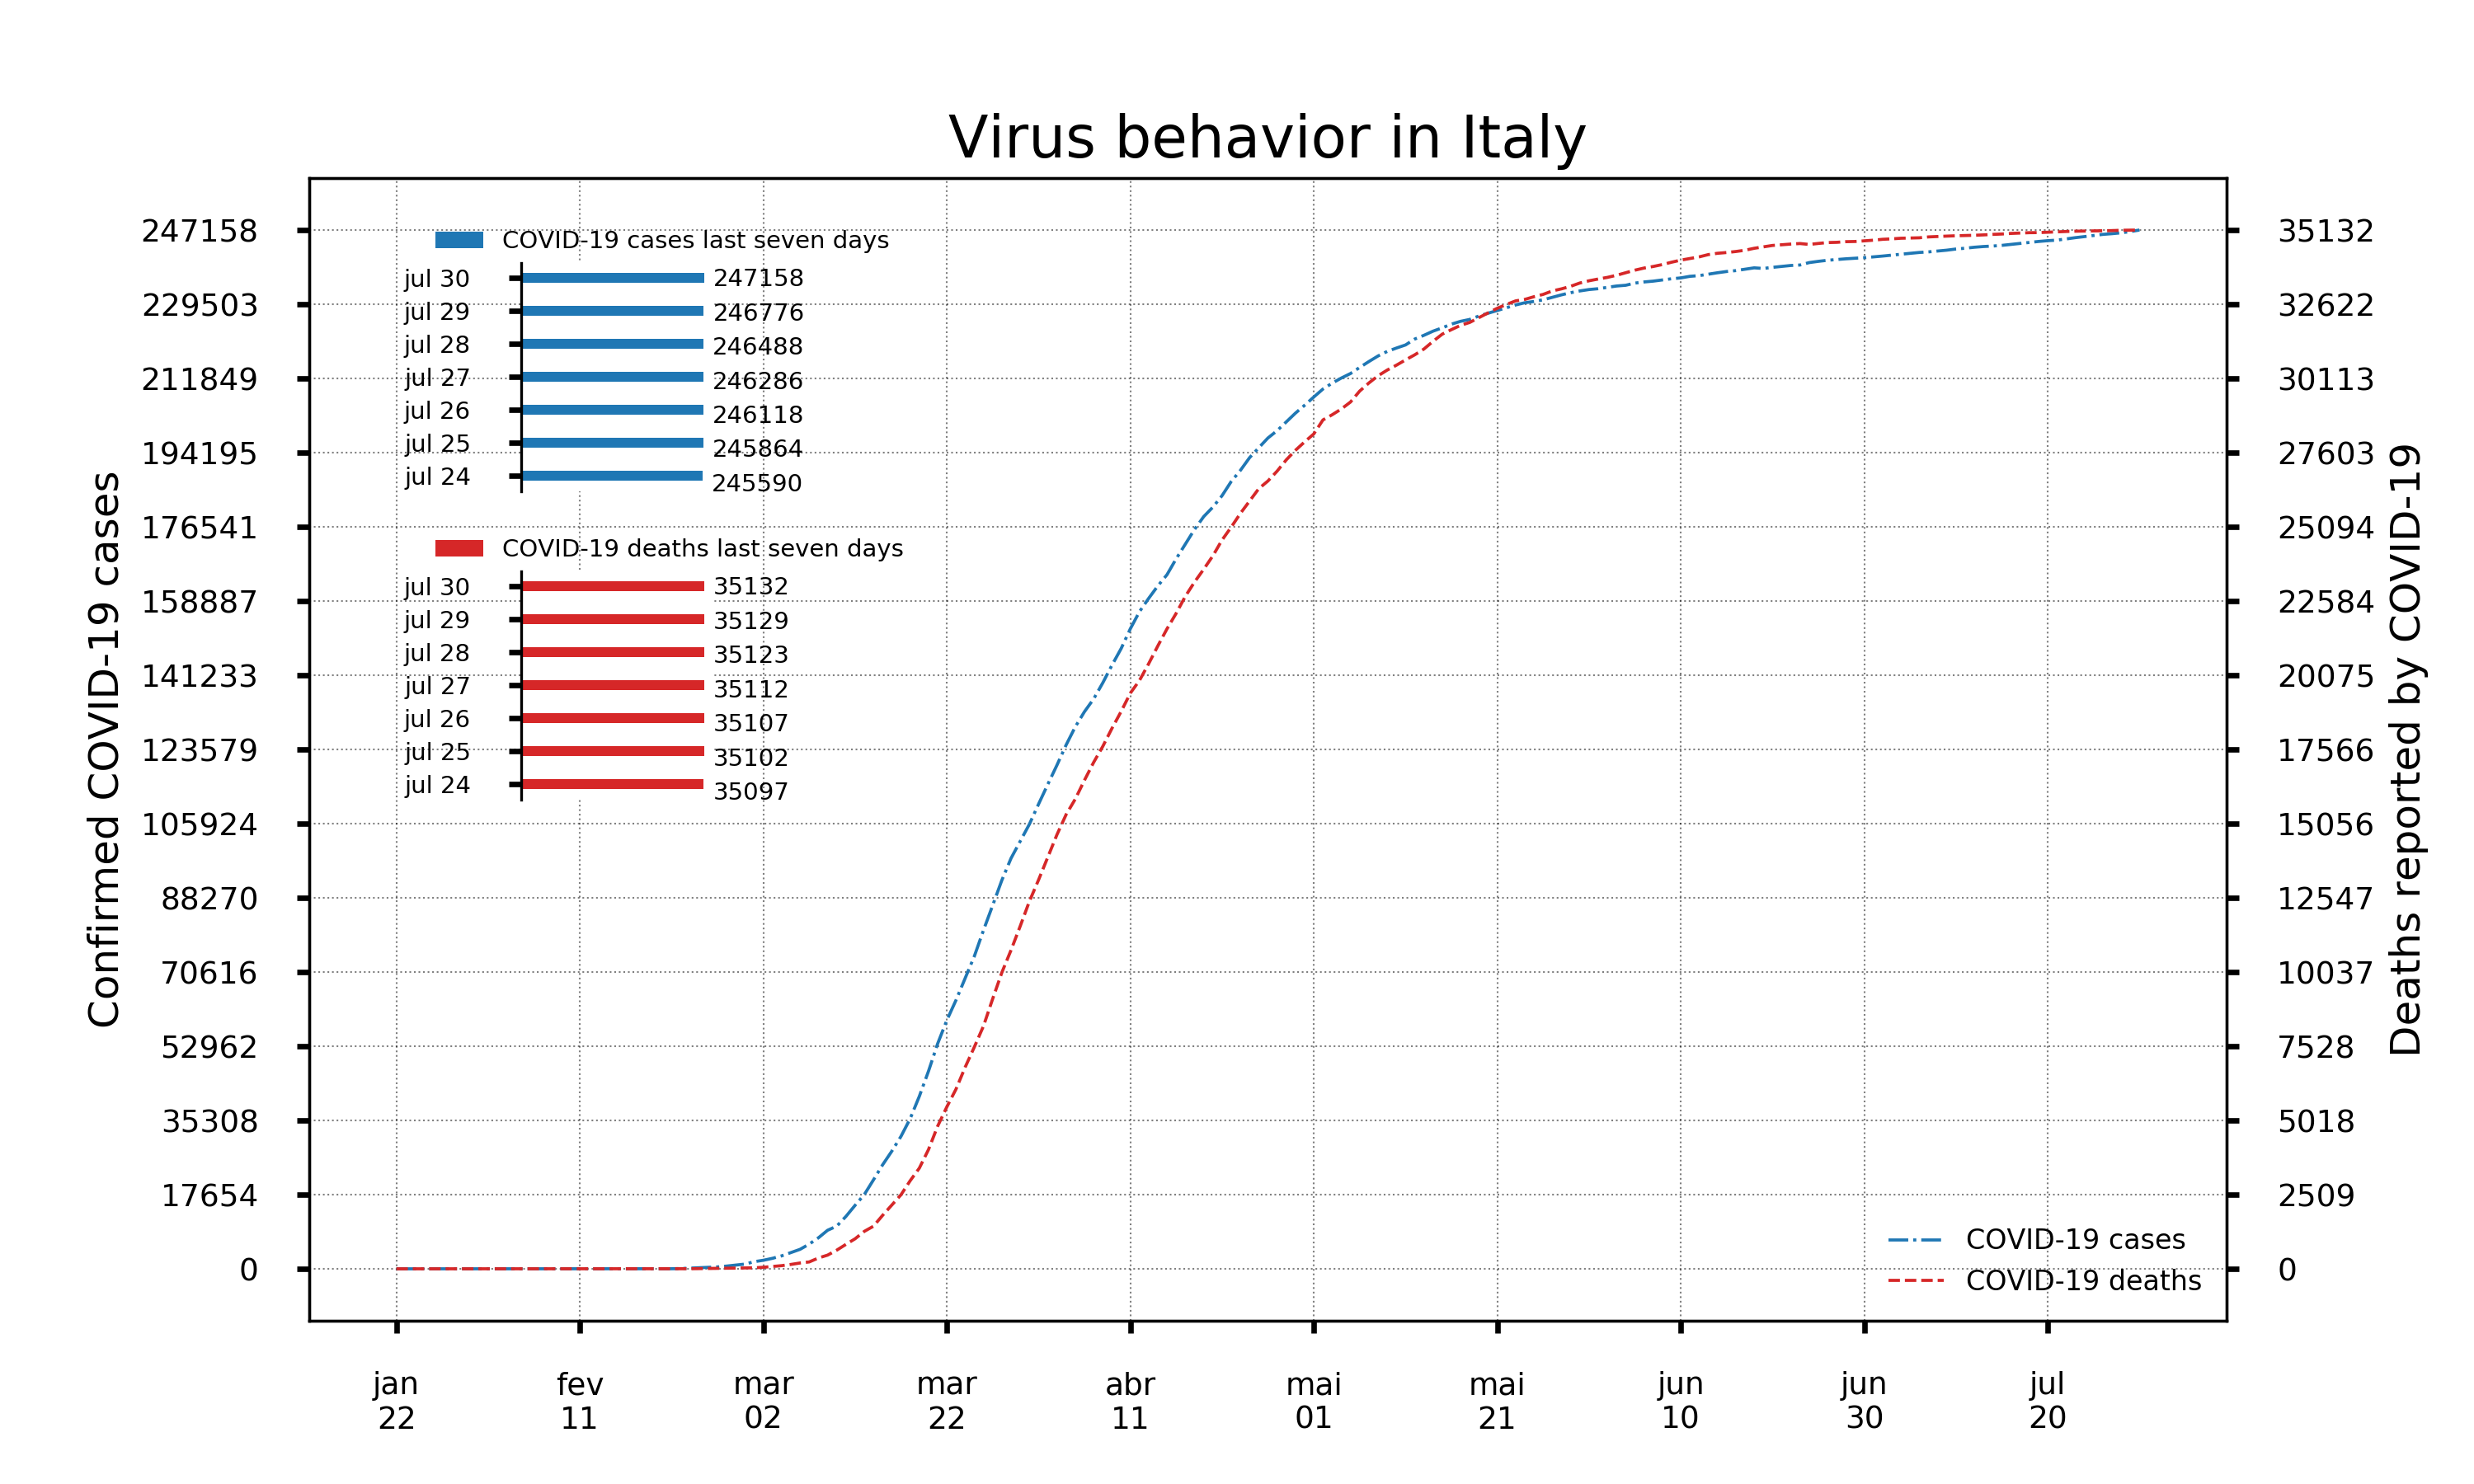 Virus behavior in Italy
Confirmed COVID-19 cases
247158
229503
211849
194195
176541
158887
141233
123579
105924
88270
70616
52962
35308
17654
0
COVID-19 cases last seven days
jul 30 247158
jul 29 246776
jul 28 246488
jul 27 246286
jul 26 246118
jul 25 245864
jul 24 245590
COVID-19 deaths last seven days
jul 30 35132
jul 29 35129
jul 28 35123
jul 27 35112
jul 26 35107
jul 25 35102
jul 24 35097
35132
32622
30113
27603
25094
22584
20075
17566
15056
12547
10037
7528
5018
2509
0
Deaths reported by COVID-19
COVID-19 cases
COVID-19 deaths
jan fev mar mar abr mai mai jun jun jul
22 11 02 22 11 01 21 10 30 20